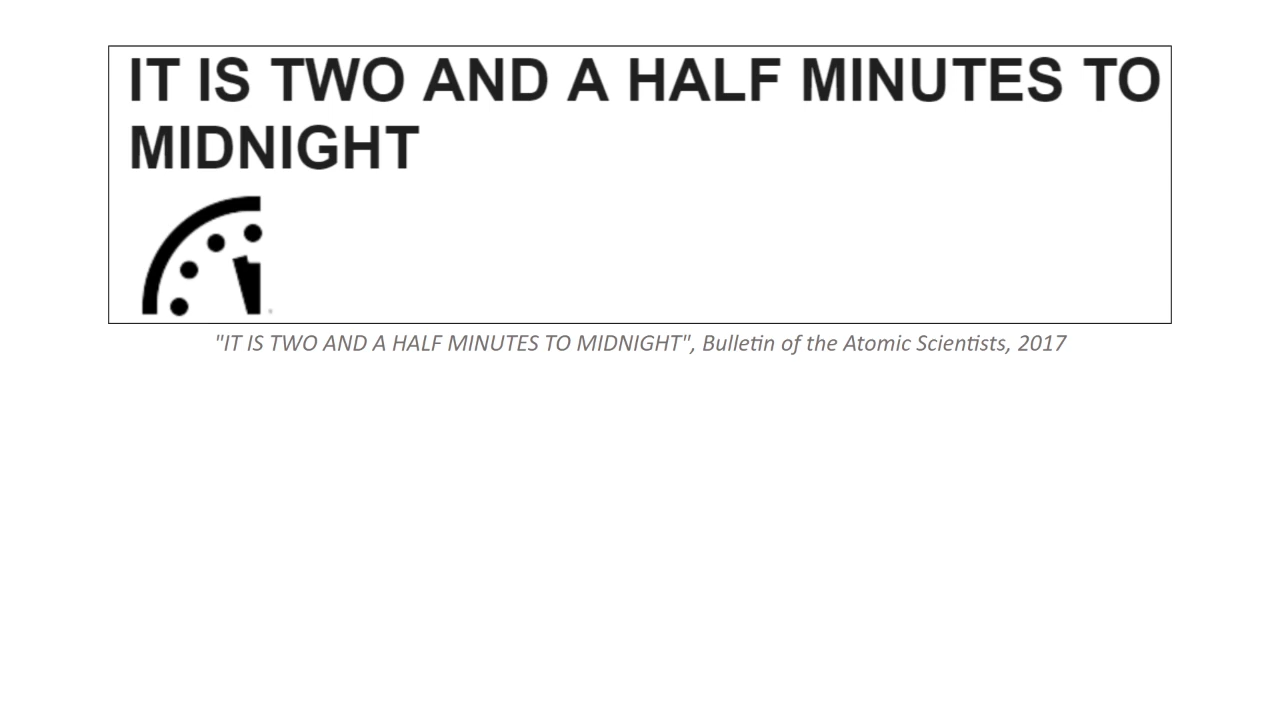 IT IS TWO AND A HALF MINUTES TO
MIDNIGHT
"IT IS TWO AND A HALF MINUTES TO MIDNIGHT", Bulletin of the Atomic Scientists, 2017